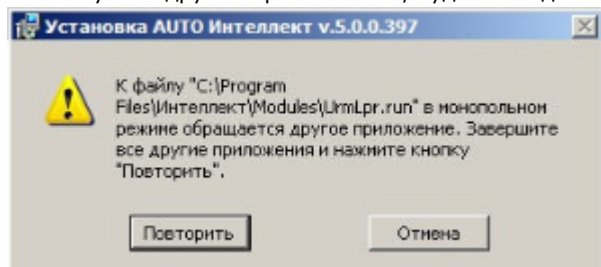 Установка AUTO Интеллект v.5.0.0.397
К файлу "C:\Program
Files\Интеллект\Modules\UrmLpr.run" в монопольном
режиме обращается другое приложение. Завершите
все другие приложения и нажмите кнопку
"Повторить".
Повторить
Отмена